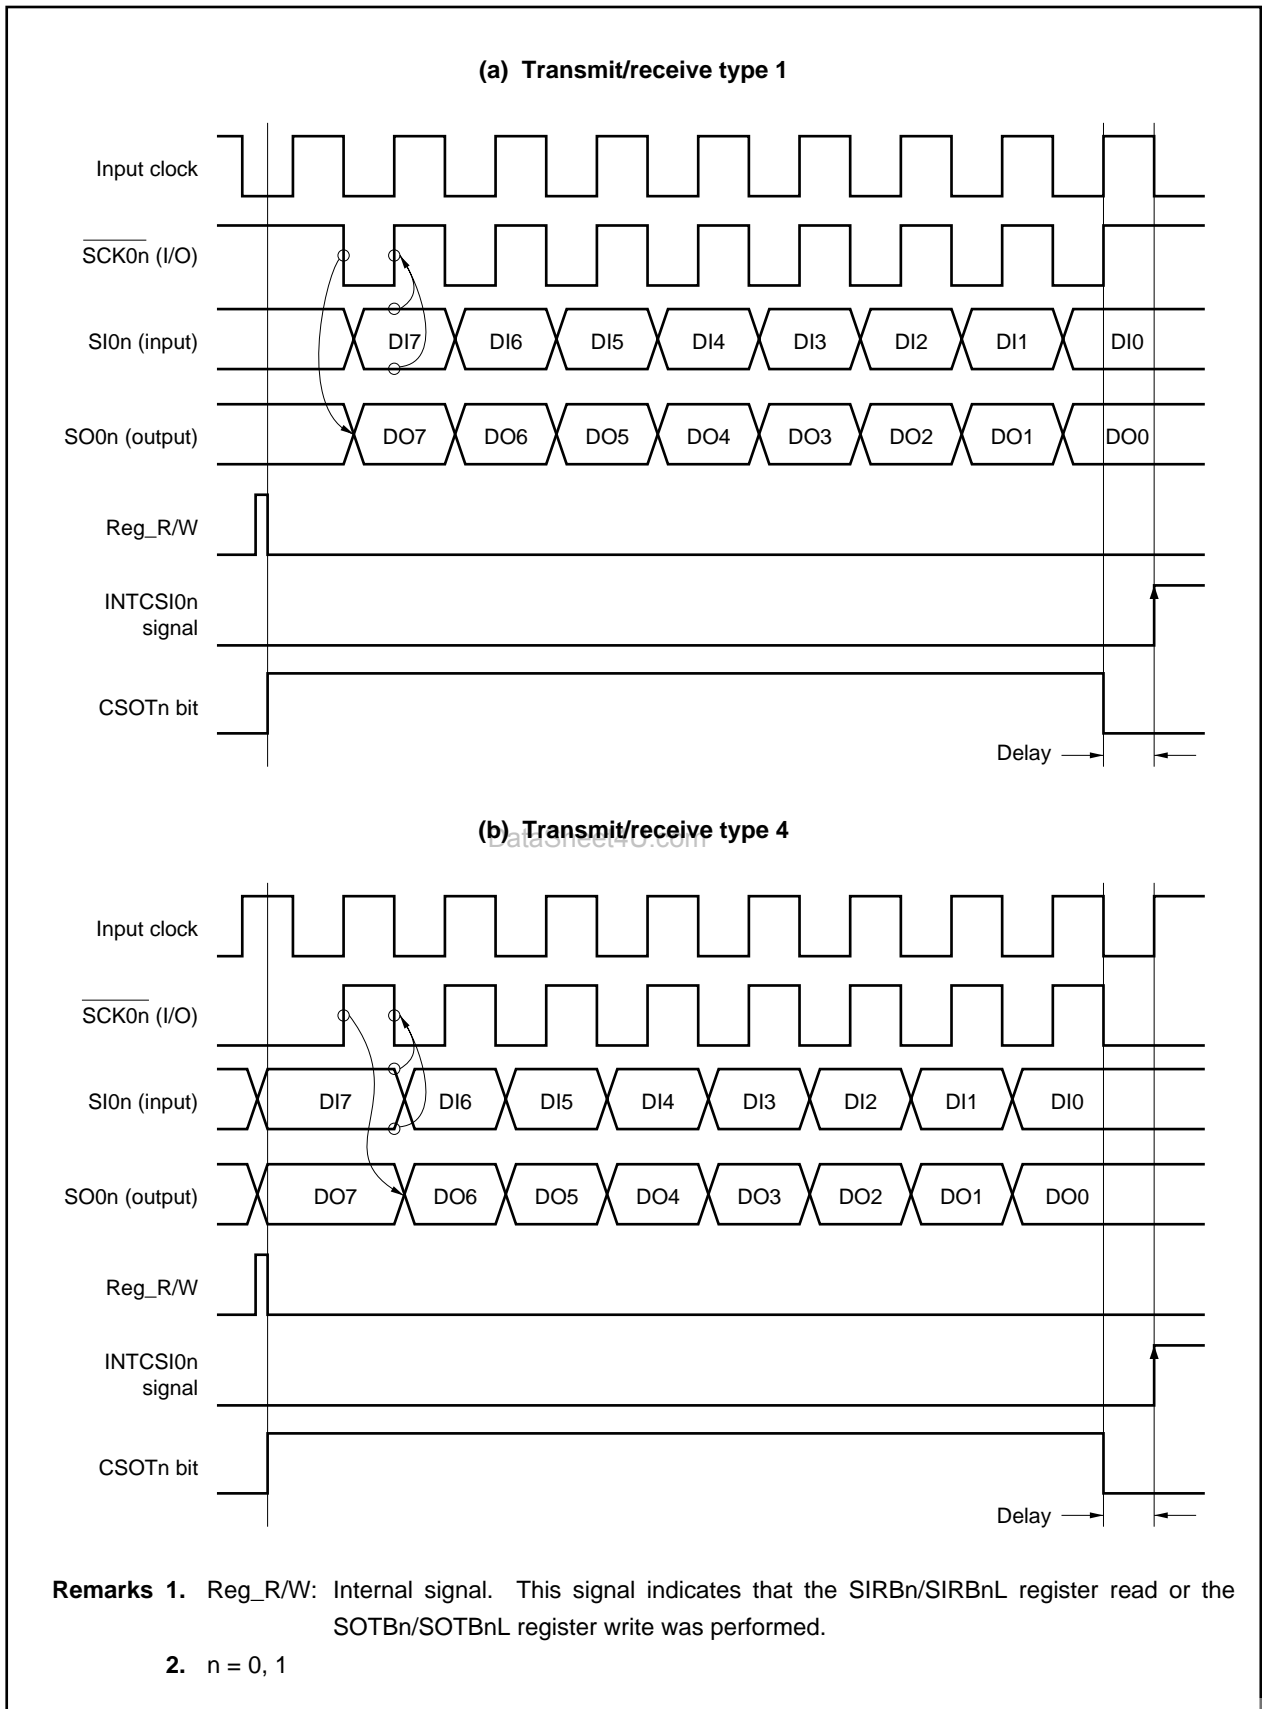 (a) Transmit/receive type 1
Input clock
SCK0n (I/O)
SI0n (input)
DI7 DI6 DI5 DI4 DI3 DI2 DI1 DI0
SO0n (output)
DO7 DO6 DO5 DO4 DO3 DO2 DO1 DO0
Reg_R/W
INTCSI0n
signal
CSOTn bit
Delay
(b) Transmit/receive type 4
DataSheet4U.com
Input clock
SCK0n (I/O)
SI0n (input)
DI7 DI6 DI5 DI4 DI3 DI2 DI1 DI0
SO0n (output)
DO7 DO6 DO5 DO4 DO3 DO2 DO1 DO0
Reg_R/W
INTCSI0n
signal
CSOTn bit
Delay
Remarks 1. Reg_R/W: Internal signal. This signal indicates that the SIRBn/SIRBnL register read or the
SOTBn/SOTBnL register write was performed.
2. n = 0, 1